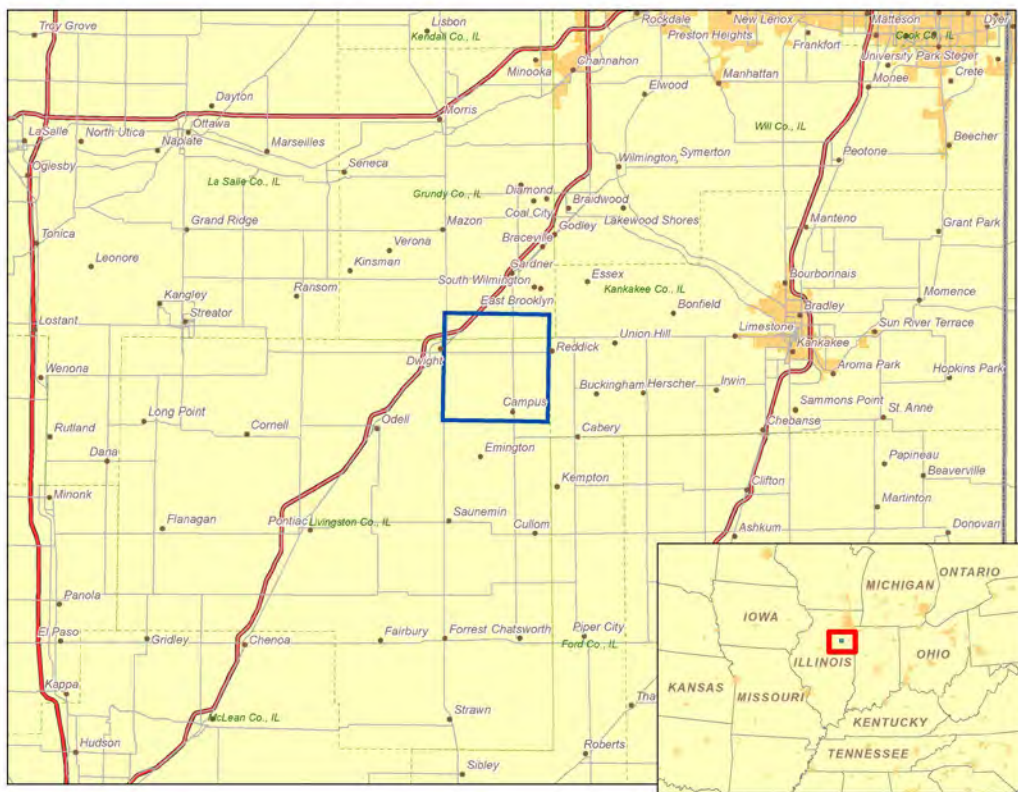 Troy Grove
Lisbon
Kendall Co., IL
Rockdale
New Lenox
Matteson
Dyer
Preston Heights
Frankfort
Cook Co., IL
Minooka
Channahon
University Park
Steger
Manhattan
Monee
Crete
Elwood
Dayton
Morris
Ottawa
LaSalle
North Utica
Naplate
Marseilles
Will Co., IL
Beecher
Oglesby
Seneca
Wilmington
Symerton
Peotone
La Salle Co., IL
Grundy Co., IL
Diamond
Coal City
Braidwood
Lakewood Shores
Grand Ridge
Mazon
Godley
Manteno
Grant Park
Tonica
Verona
Braceville
Leonore
Kinsman
Gardner
Essex
Bourbonnais
South Wilmington
Kankakee Co., IL
Momence
Kangley
Ransom
East Brooklyn
Bonfield
Bradley
Streator
Lostant
Union Hill
Limestone
Sun River Terrace
Dwight
Reddick
Kankakee
Wenona
Aroma Park
Hopkins Park
Buckingham
Herscher
Irwin
Long Point
Campus
Sammons Point
St. Anne
Rutland
Cornell
Odell
Cabery
Chebanse
Dana
Emington
Papineau
Kempton
Beaverville
Minonk
Clifton
Martinton
Flanagan
Pontiac
Livingston Co., IL
Saunemin
Cullom
Ashkum
Donovan
Panola
El Paso
Gridley
Chenoa
Fairbury
Forrest
Chatsworth
Piper City
Ford Co., IL
Kappa
McLean Co., IL
Strawn
Tha
Hudson
Roberts
Sibley
MICHIGAN
ONTARIO
IOWA
ILLINOIS
OHIO
KANSAS
MISSOURI
KENTUCKY
TENNESSEE